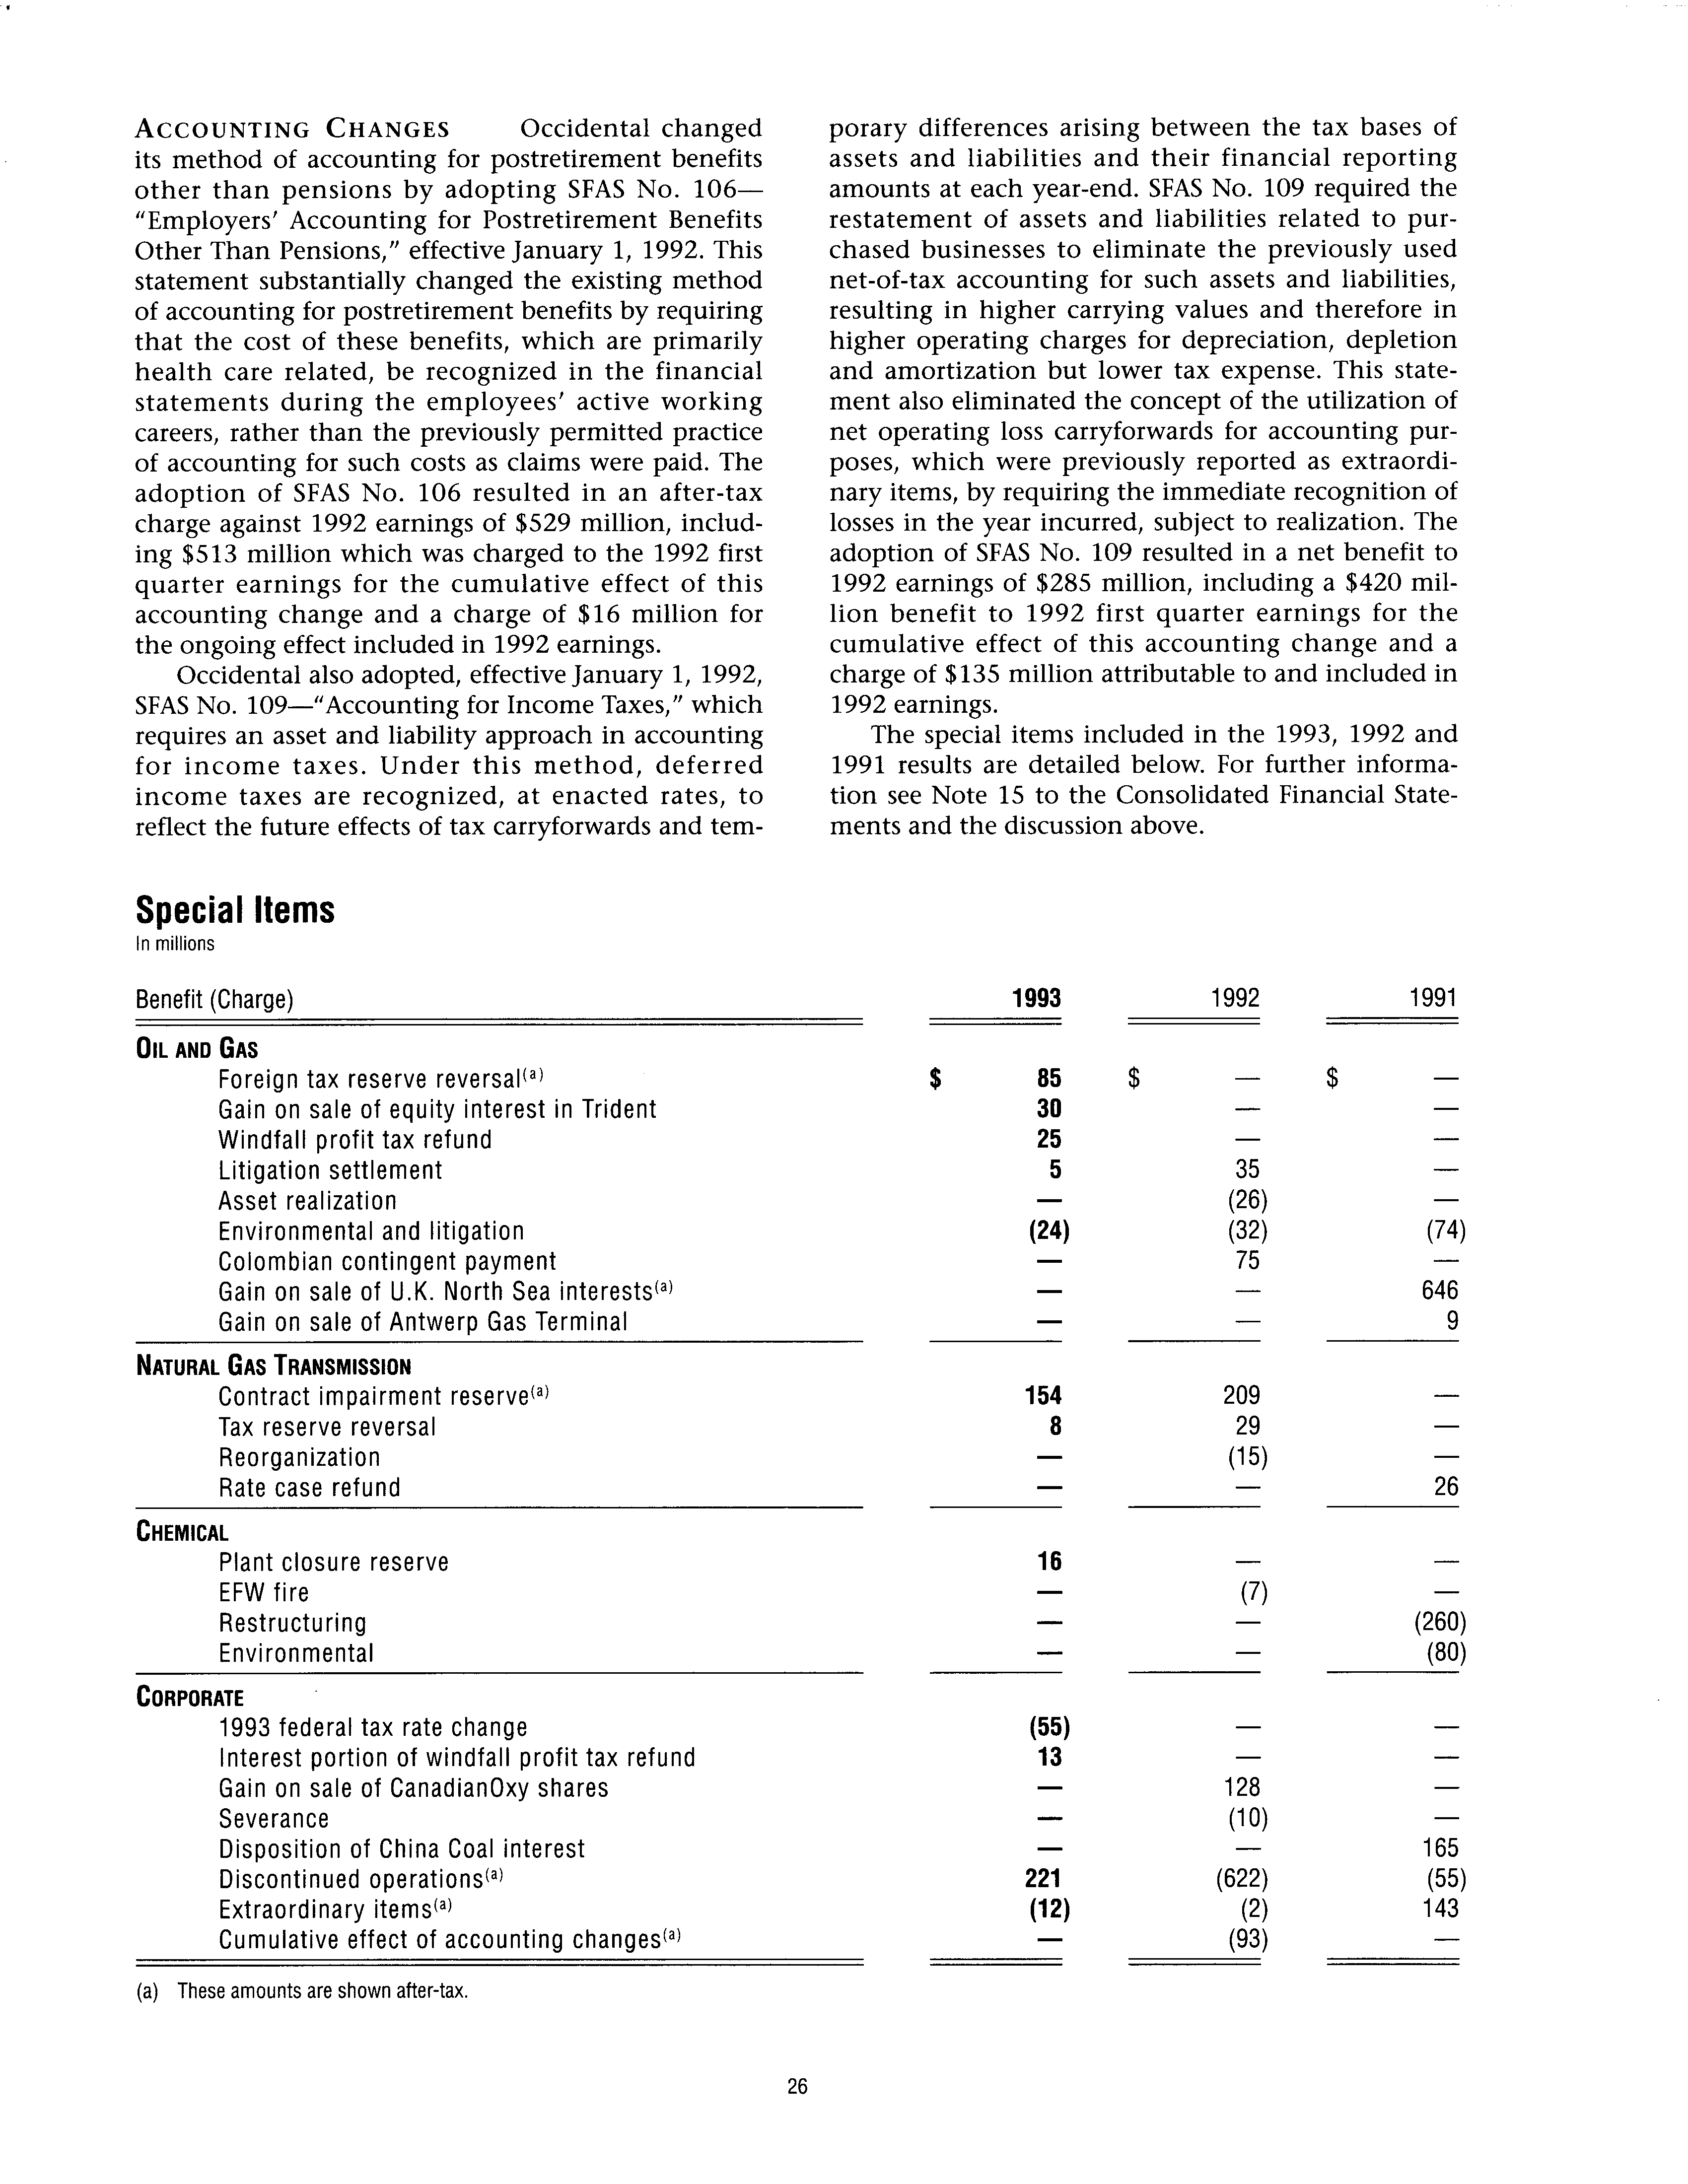 ACCOUNTING CHANGES Occidental changed
its method of accounting for postretirement benefits
other than pensions by adopting SFAS No. 106—
"Employers' Accounting for Postretirement Benefits
Other Than Pensions," effective January 1, 1992. This
statement substantially changed the existing method
of accounting for postretirement benefits by requiring
that the cost of these benefits, which are primarily
health care related, be recognized in the financial
statements during the employees' active working
careers, rather than the previously permitted practice
of accounting for such costs as claims were paid. The
adoption of SFAS No. 106 resulted in an after-tax
charge against 1992 earnings of $529 million, includ-
ing $513 million which was charged to the 1992 first
quarter earnings for the cumulative effect of this
accounting change and a charge of $16 million for
the ongoing effect included in 1992 earnings.
Occidental also adopted, effective January 1, 1992,
SFAS No. 109—"Accounting for Income Taxes," which
requires an asset and liability approach in accounting
for income taxes. Under this method, deferred
income taxes are recognized, at enacted rates, to
reflect the future effects of tax carryforwards and tem-
porary differences arising between the tax bases of
assets and liabilities and their financial reporting
amounts at each year-end. SFAS No. 109 required the
restatement of assets and liabilities related to pur-
chased businesses to eliminate the previously used
net-of-tax accounting for such assets and liabilities,
resulting in higher carrying values and therefore in
higher operating charges for depreciation, depletion
and amortization but lower tax expense. This state-
ment also eliminated the concept of the utilization of
net operating loss carryforwards for accounting pur-
poses, which were previously reported as extraordi-
nary items, by requiring the immediate recognition of
losses in the year incurred, subject to realization. The
adoption of SFAS No. 109 resulted in a net benefit to
1992 earnings of $285 million, including a $420 mil-
lion benefit to 1992 first quarter earnings for the
cumulative effect of this accounting change and a
charge of $135 million attributable to and included in
1992 earnings.
The special items included in the 1993, 1992 and
1991 results are detailed below. For further informa-
tion see Note 15 to the Consolidated Financial State-
ments and the discussion above.
Special Items
In millions
Benefit (Charge) 1993 1992 1991
OIL AND GAS
Foreign tax reserve reversal(a) $ 85 $ — $ —
Gain on sale of equity interest in Trident 30 — —
Windfall profit tax refund 25 — —
Litigation settlement 5 35 —
Asset realization — (26) —
Environmental and litigation (24) (32) (74)
Colombian contingent payment — 75 —
Gain on sale of U.K. North Sea interests(a) — — 646
Gain on sale of Antwerp Gas Terminal — — 9
NATURAL GAS TRANSMISSION
Contract impairment reserve(a) 154 209 —
Tax reserve reversal 8 29 —
Reorganization — (15) —
Rate case refund — — 26
CHEMICAL
Plant closure reserve 16 — —
EFW fire — (7) —
Restructuring — — (260)
Environmental — — (80)
CORPORATE
1993 federal tax rate change (55) — —
Interest portion of windfall profit tax refund 13 — —
Gain on sale of CanadianOxy shares — 128 —
Severance — (10) —
Disposition of China Coal interest — — 165
Discontinued operations(a) 221 (622) (55)
Extraordinary items(a) (12) (2) 143
Cumulative effect of accounting changes(a) — (93) —
(a) These amounts are shown after-tax.
26